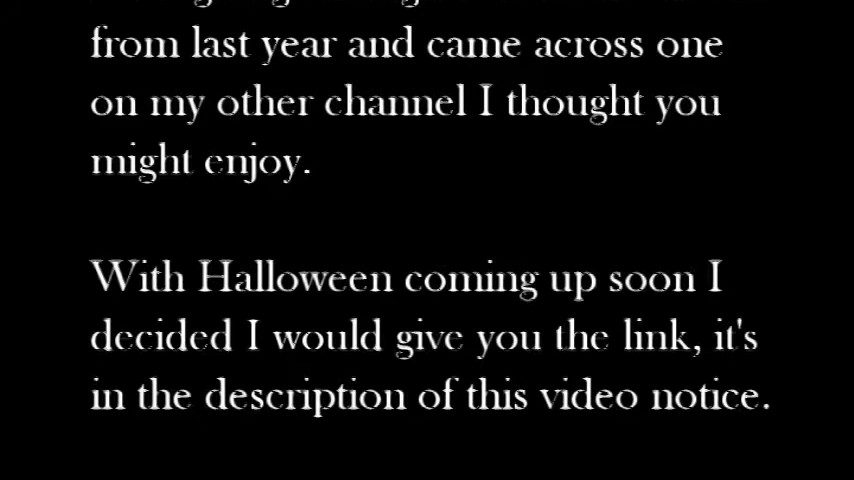 from last year and came across one
on my other channel I thought you
might enjoy.
With Halloween coming up soon I
decided I would give you the link, it's
in the description of this video notice.